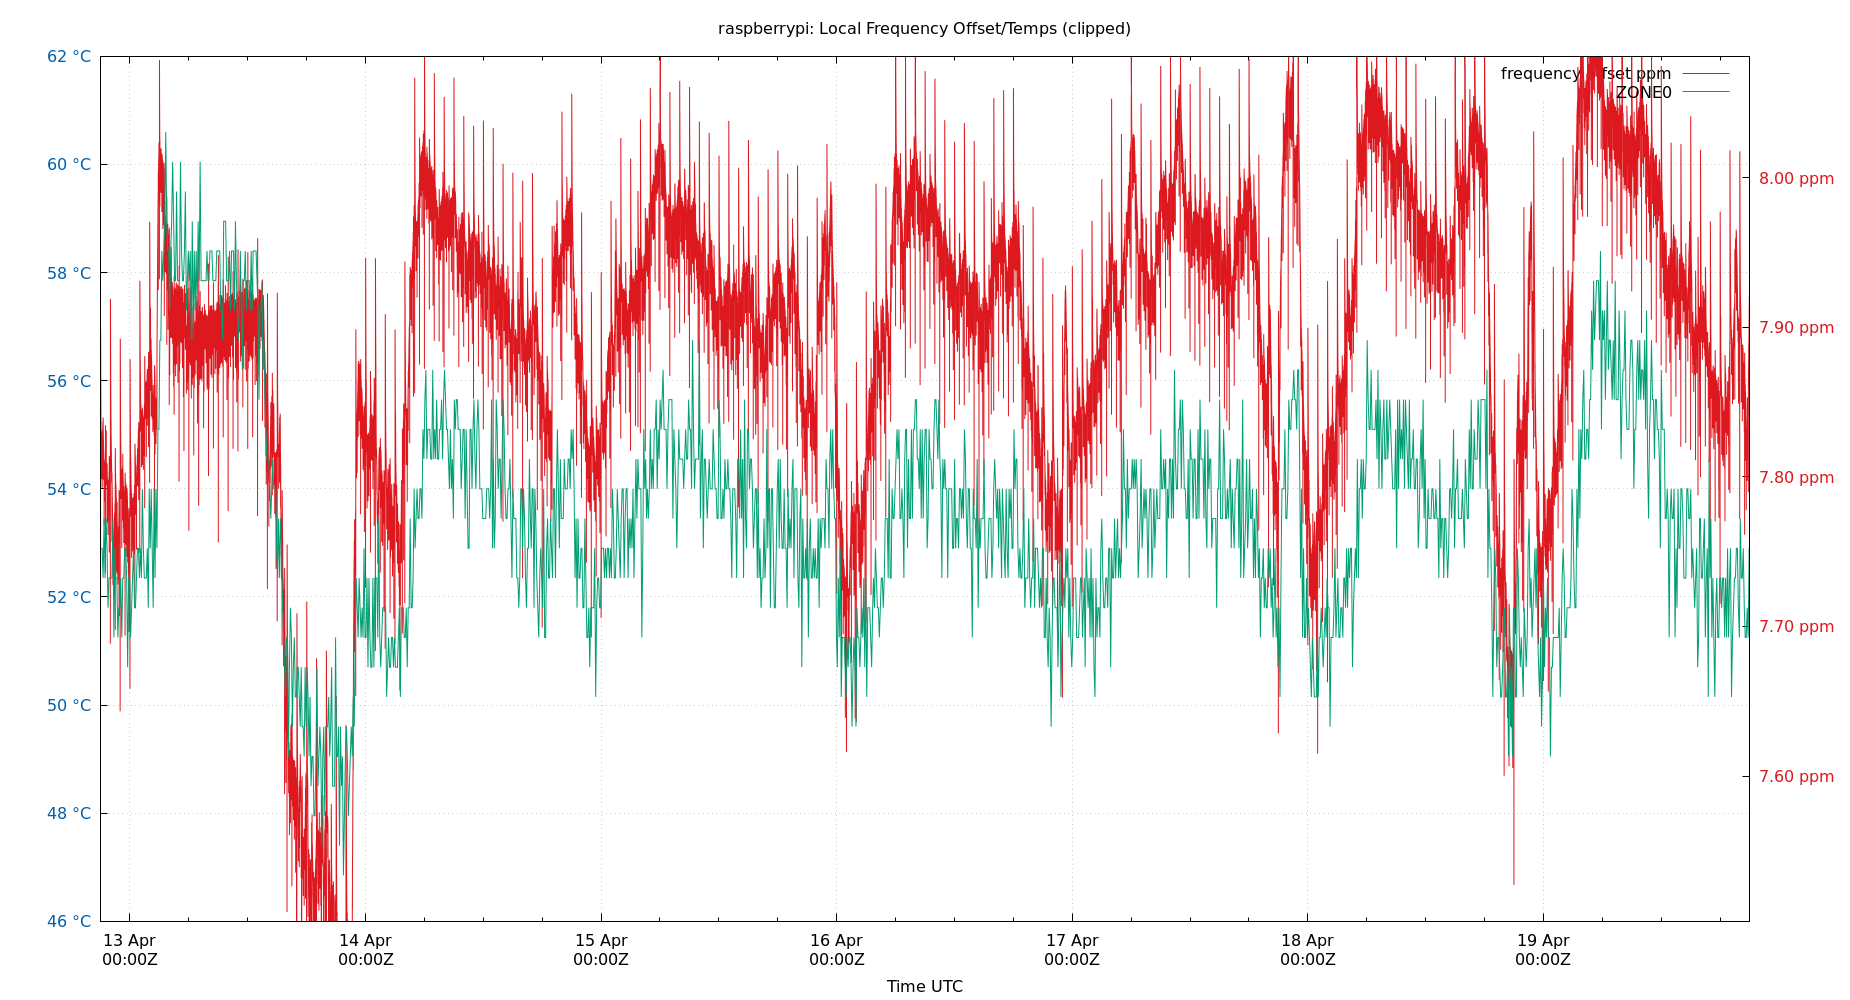 raspberrypi: Local Frequency Offset/Temps (clipped)
62 °C
60 °C
58 °C
56 °C
54 °C
52 °C
50 °C
48 °C
46 °C
frequency fset ppm
ZONE0
8.00 ppm
7.90 ppm
7.80 ppm
7.70 ppm
7.60 ppm
13 Apr
00:00Z
14 Apr
00:00Z
15 Apr
00:00Z
16 Apr
00:00Z
17 Apr
00:00Z
18 Apr
00:00Z
19 Apr
00:00Z
Time UTC